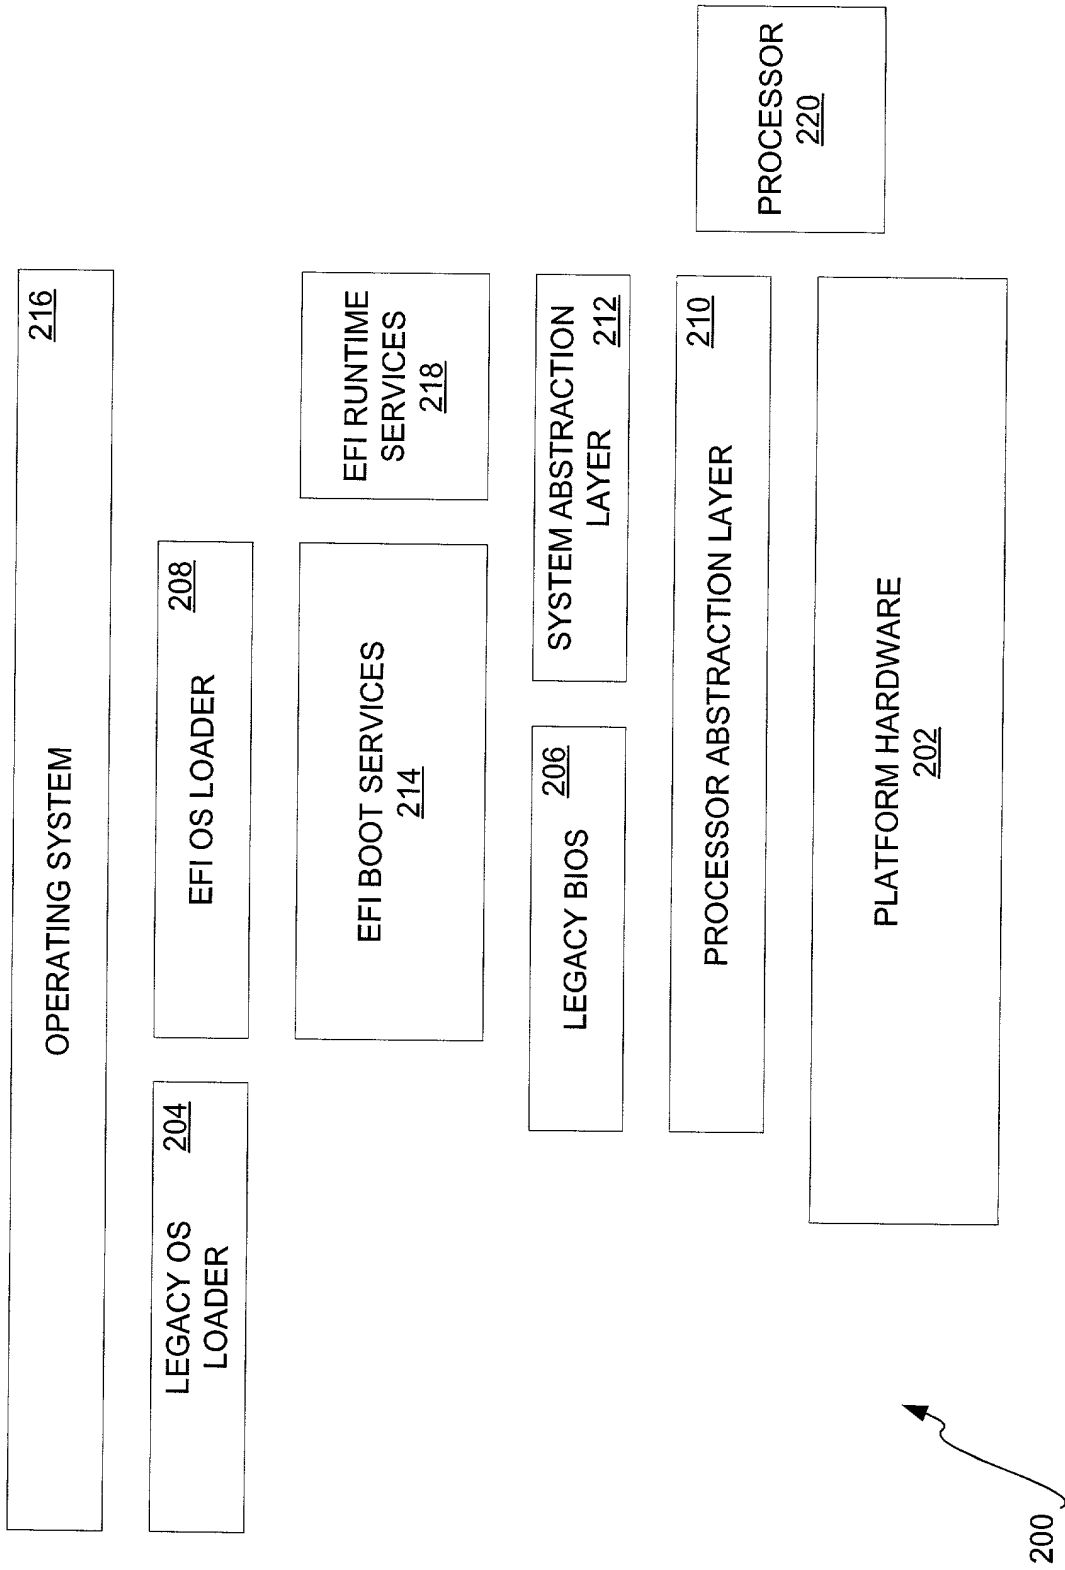 OPERATING SYSTEM 216
LEGACY OS
LOADER
204
EFI OS LOADER 208
EFI BOOT SERVICES
214
EFI RUNTIME
SERVICES
218
LEGACY BIOS 206
SYSTEM ABSTRACTION
LAYER 212
PROCESSOR ABSTRACTION LAYER 210
PLATFORM HARDWARE
202
PROCESSOR
220
200